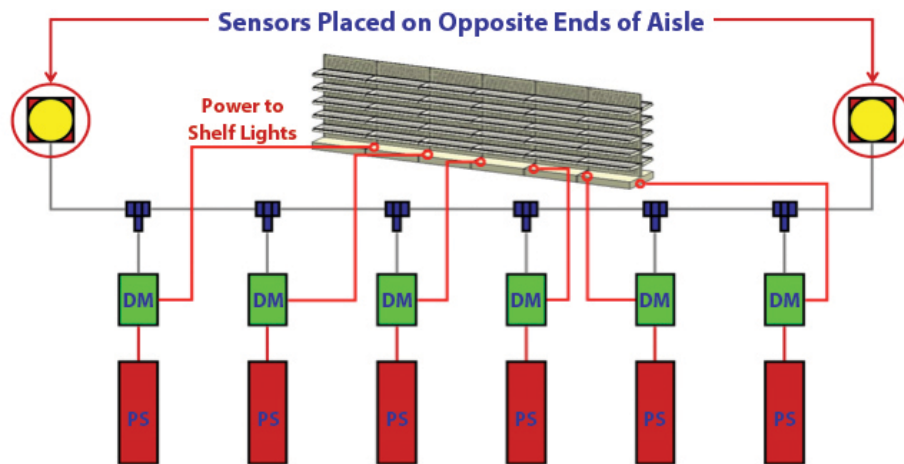 Sensors Placed on Opposite Ends of Aisle
Power to
Shelf Lights
DM DM DM DM DM DM
PS PS PS PS PS PS